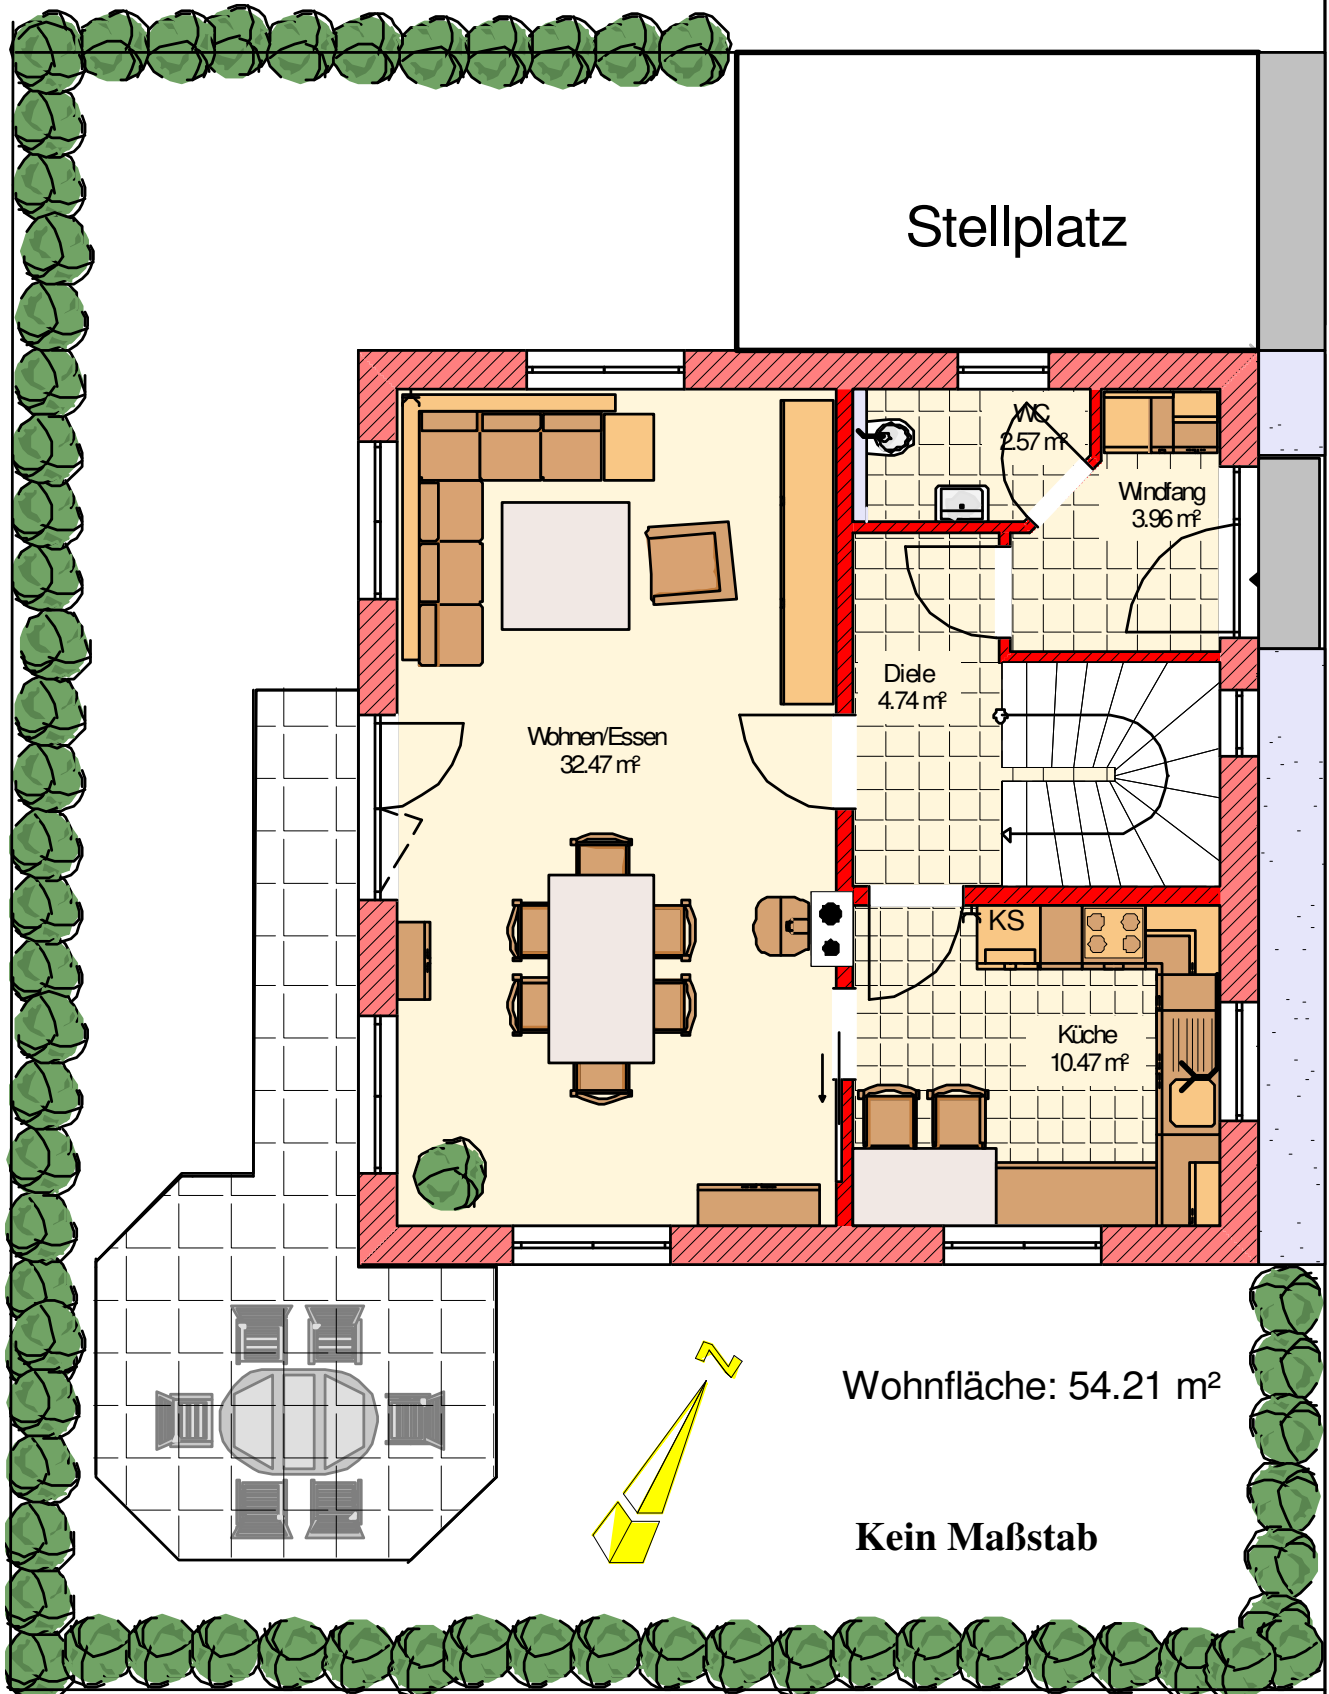 Stellplatz
WC
2.57 m²
Windfang
3.96 m²
Diele
4.74 m²
Wohnen/Essen
32.47 m²
KS
Küche
10.47 m²
N
Wohnfläche: 54.21 m²
Kein Maßstab